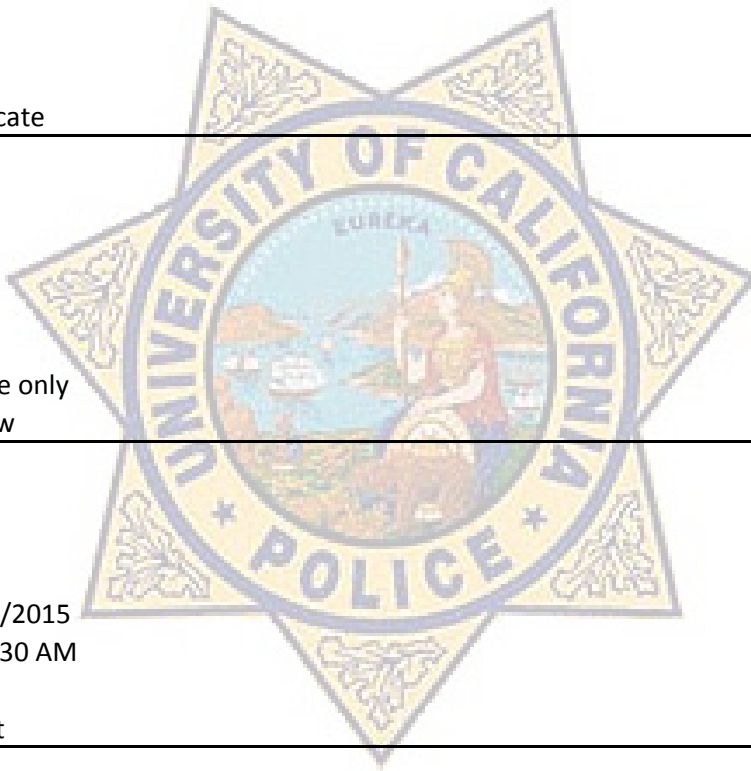 cate
UNIVERSITY OF CALIFORNIA
EUREKA
e only
w
POLICE
/2015
30 AM
t